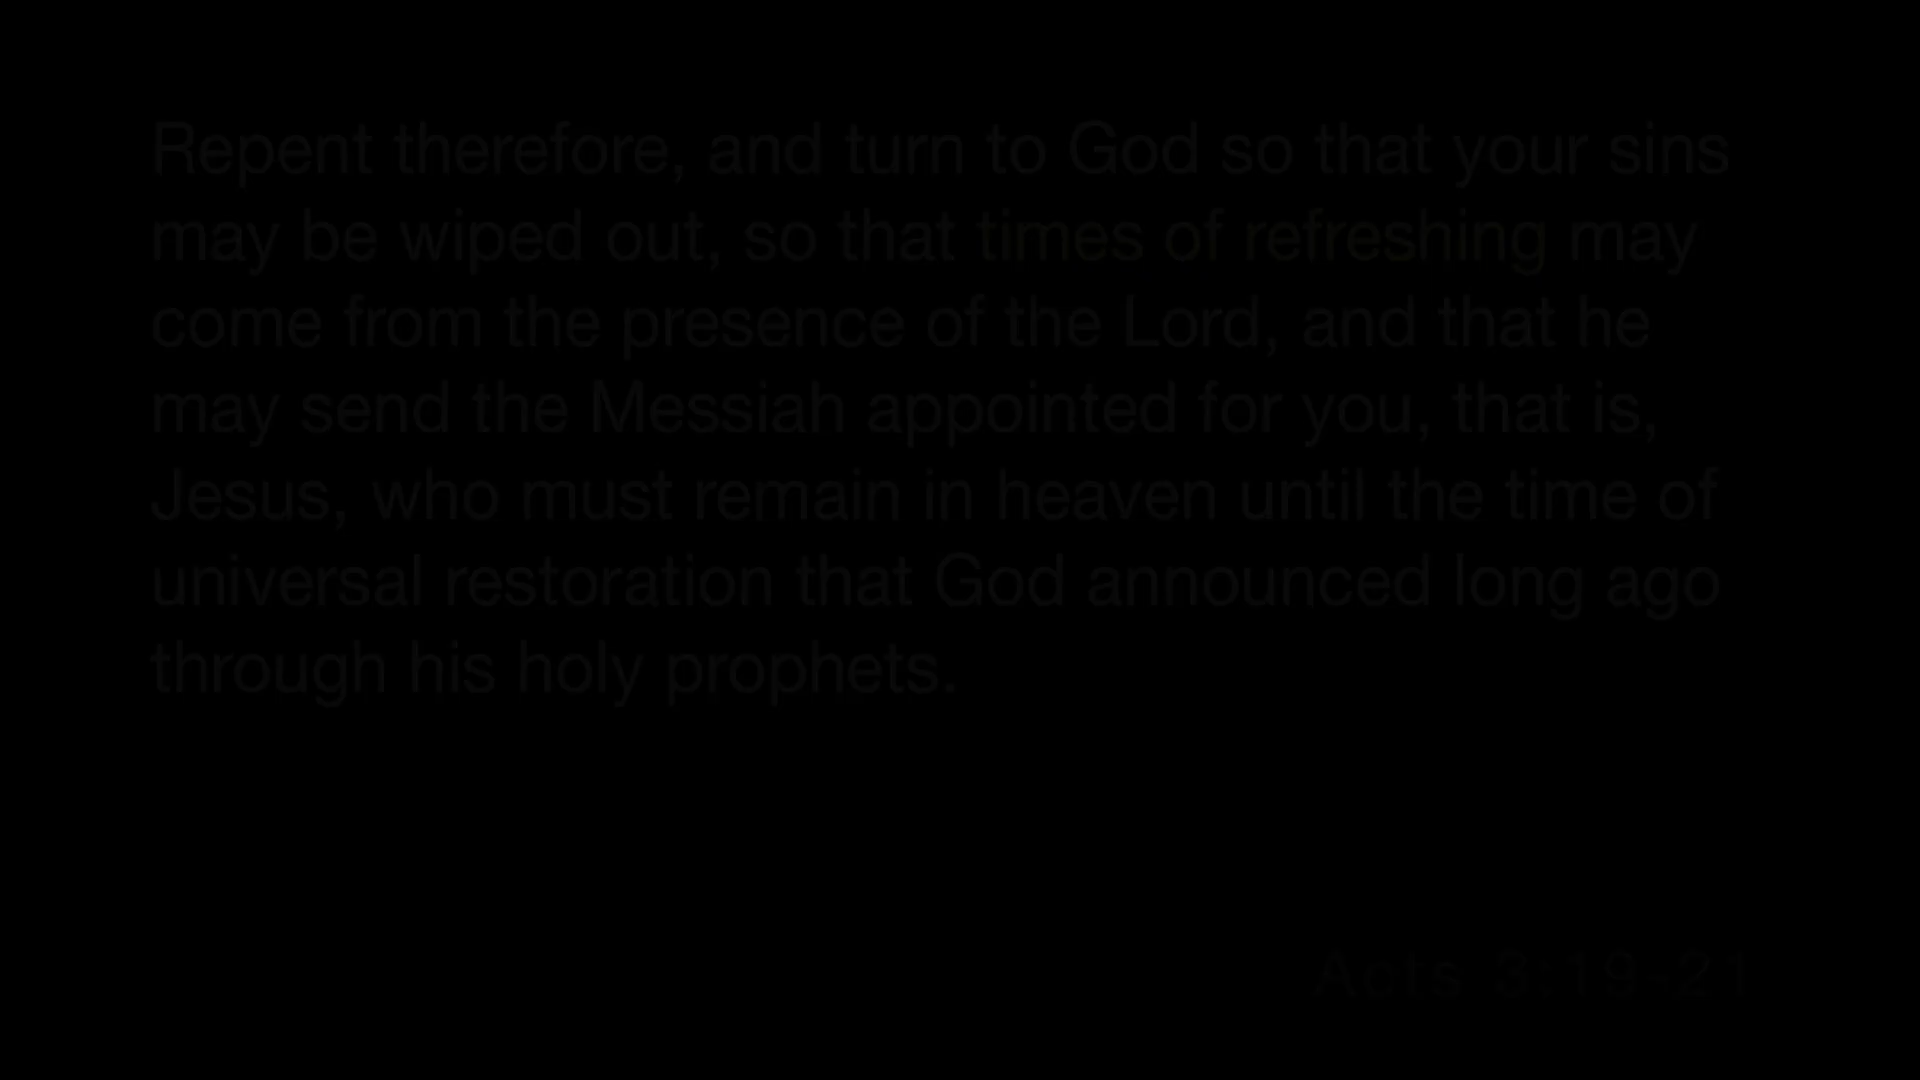 Repent therefore, and turn to God so that your sins
may be wiped out, so that times of refreshing may
come from the presence of the Lord, and that he
may send the Messiah appointed for you, that is,
Jesus, who must remain in heaven until the time of
universal restoration that God announced long ago
through his holy prophets.
Acts 3:19-21